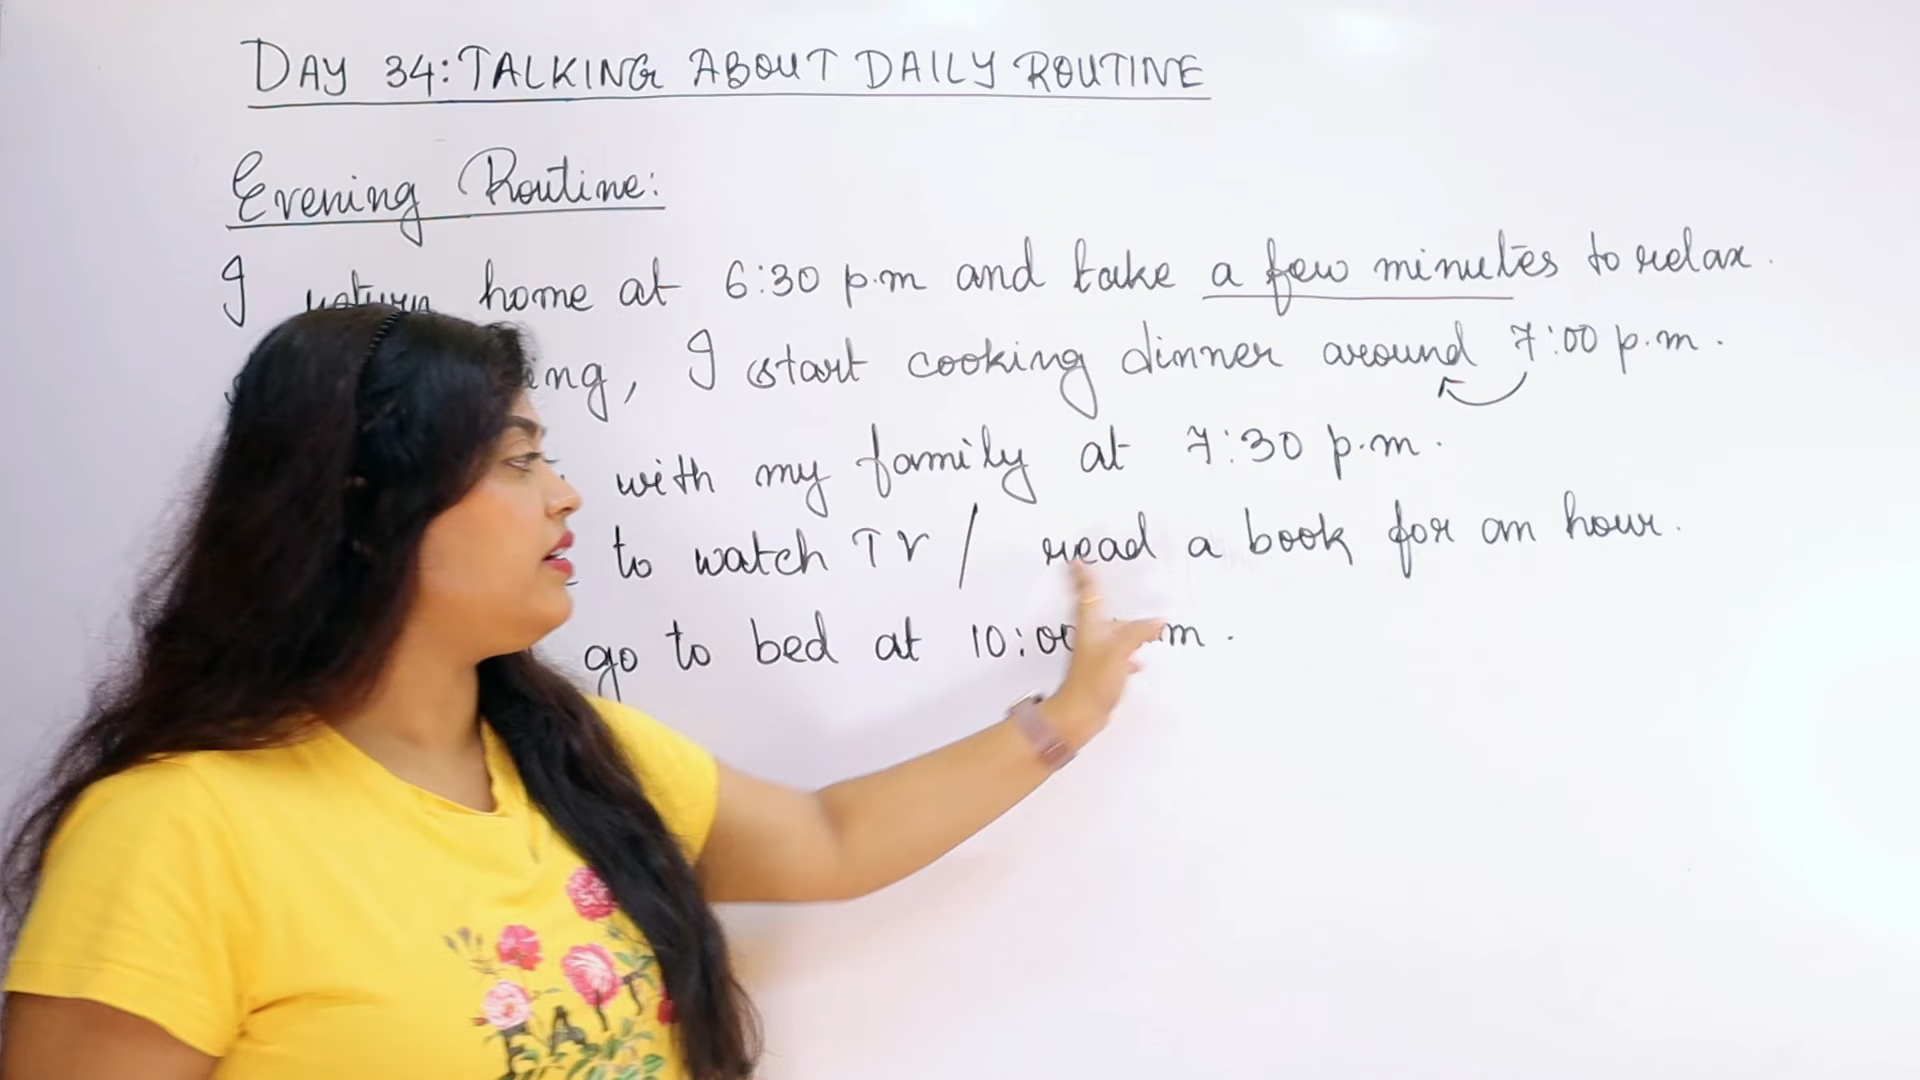 DAY 34: TALKING ABOUT DAILY ROUTINE
Evening Routine:
I return home at 6:30 p.m and take a few minutes to relax.
ing, I start cooking dinner around 7:00 p.m.
with my family at 7:30 p.m.
to watch TV / read a book for an hour.
go to bed at 10:00 m.